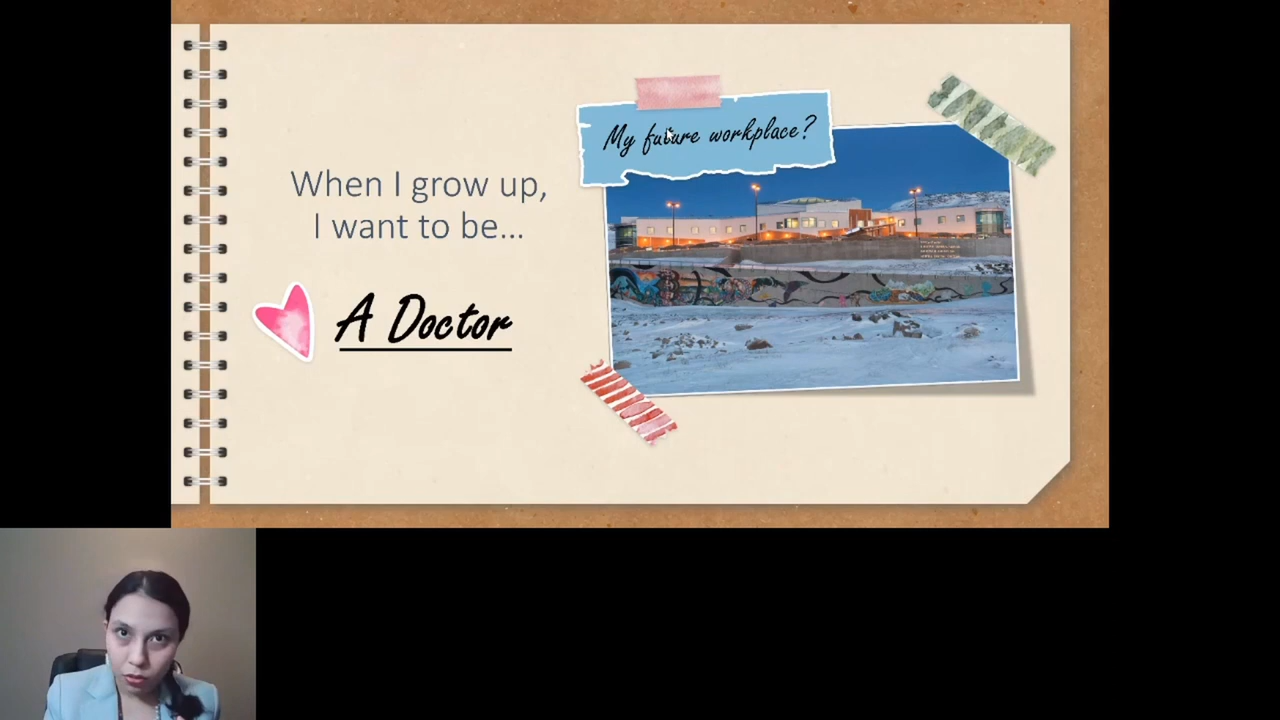 When I grow up,
I want to be...
A Doctor
My future workplace?